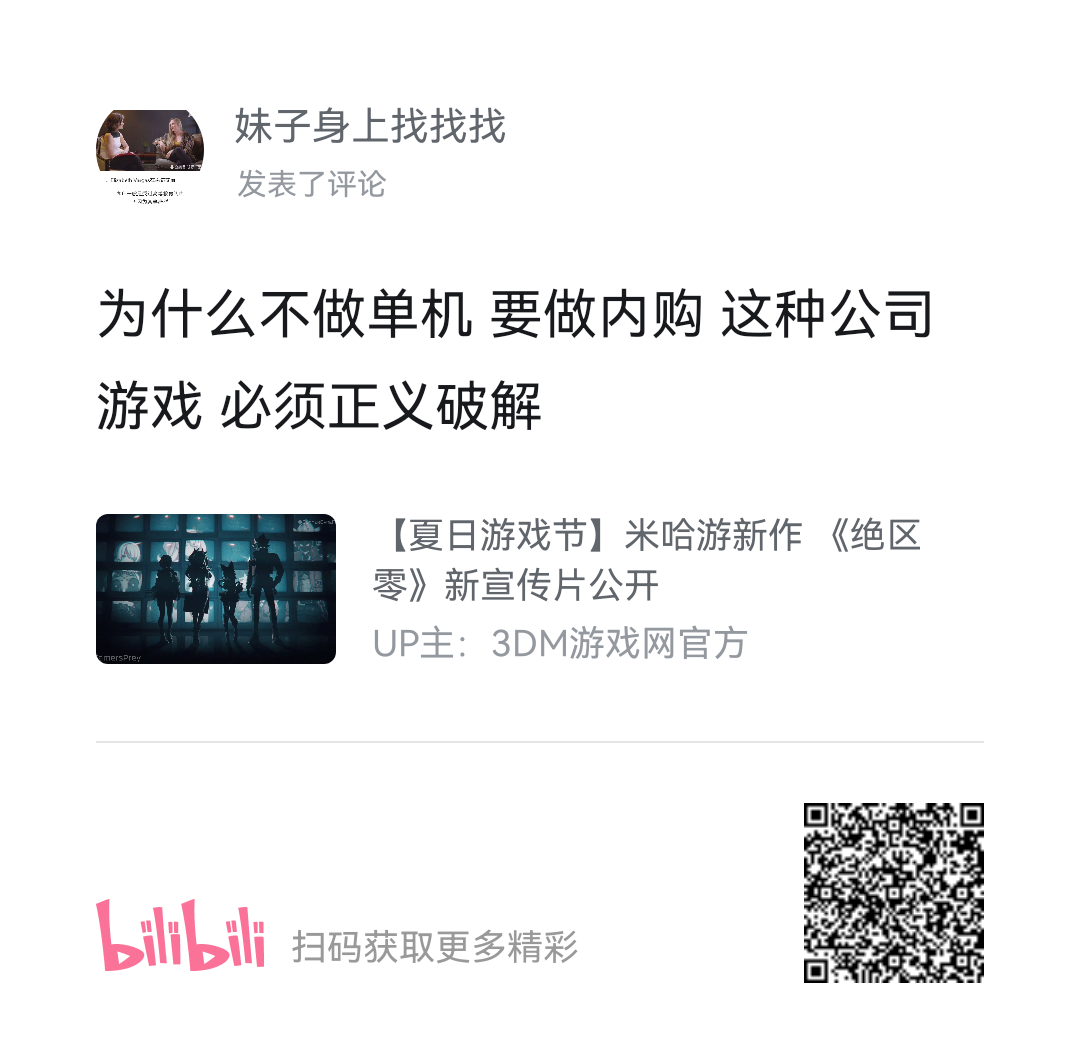 妹子身上找找找
发表了评论
为什么不做单机 要做内购 这种公司
游戏 必须正义破解
【夏日游戏节】米哈游新作 《绝区
零》新宣传片公开
UP主：3DM游戏网官方
bilibili 扫码获取更多精彩